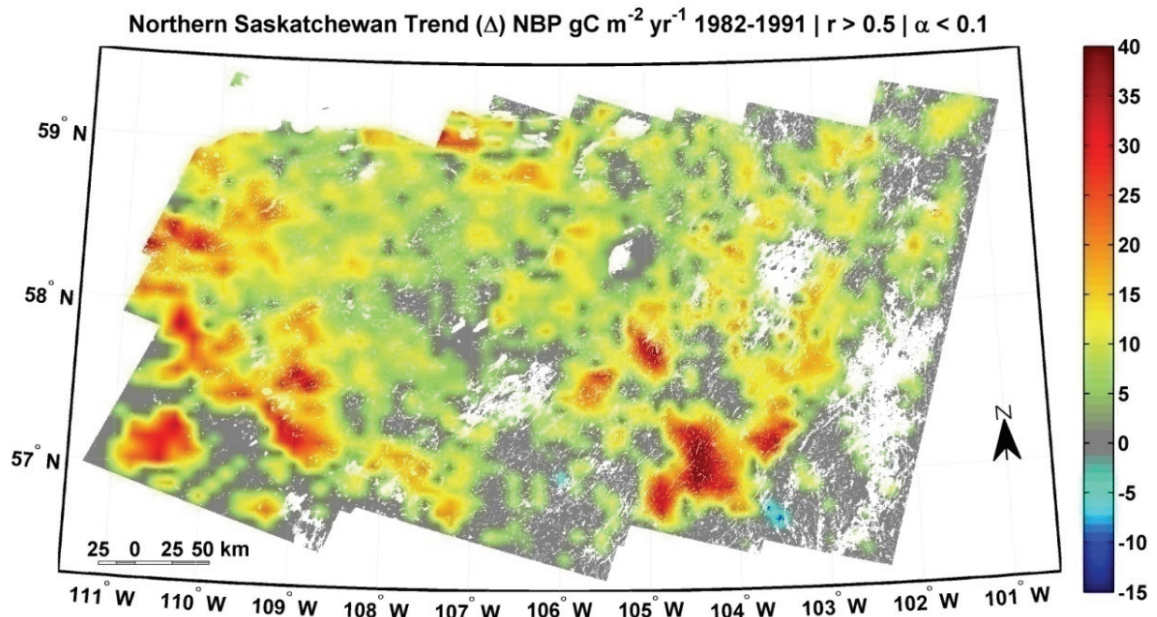 Northern Saskatchewan Trend (Δ) NBP gC m⁻² yr⁻¹ 1982-1991 | r > 0.5 | α < 0.1
59° N
58° N
57° N
N
25 0 25 50 km
111° W 110° W 109° W 108° W 107° W 106° W 105° W 104° W 103° W 102° W 101° W
40
35
30
25
20
15
10
5
0
-5
-10
-15